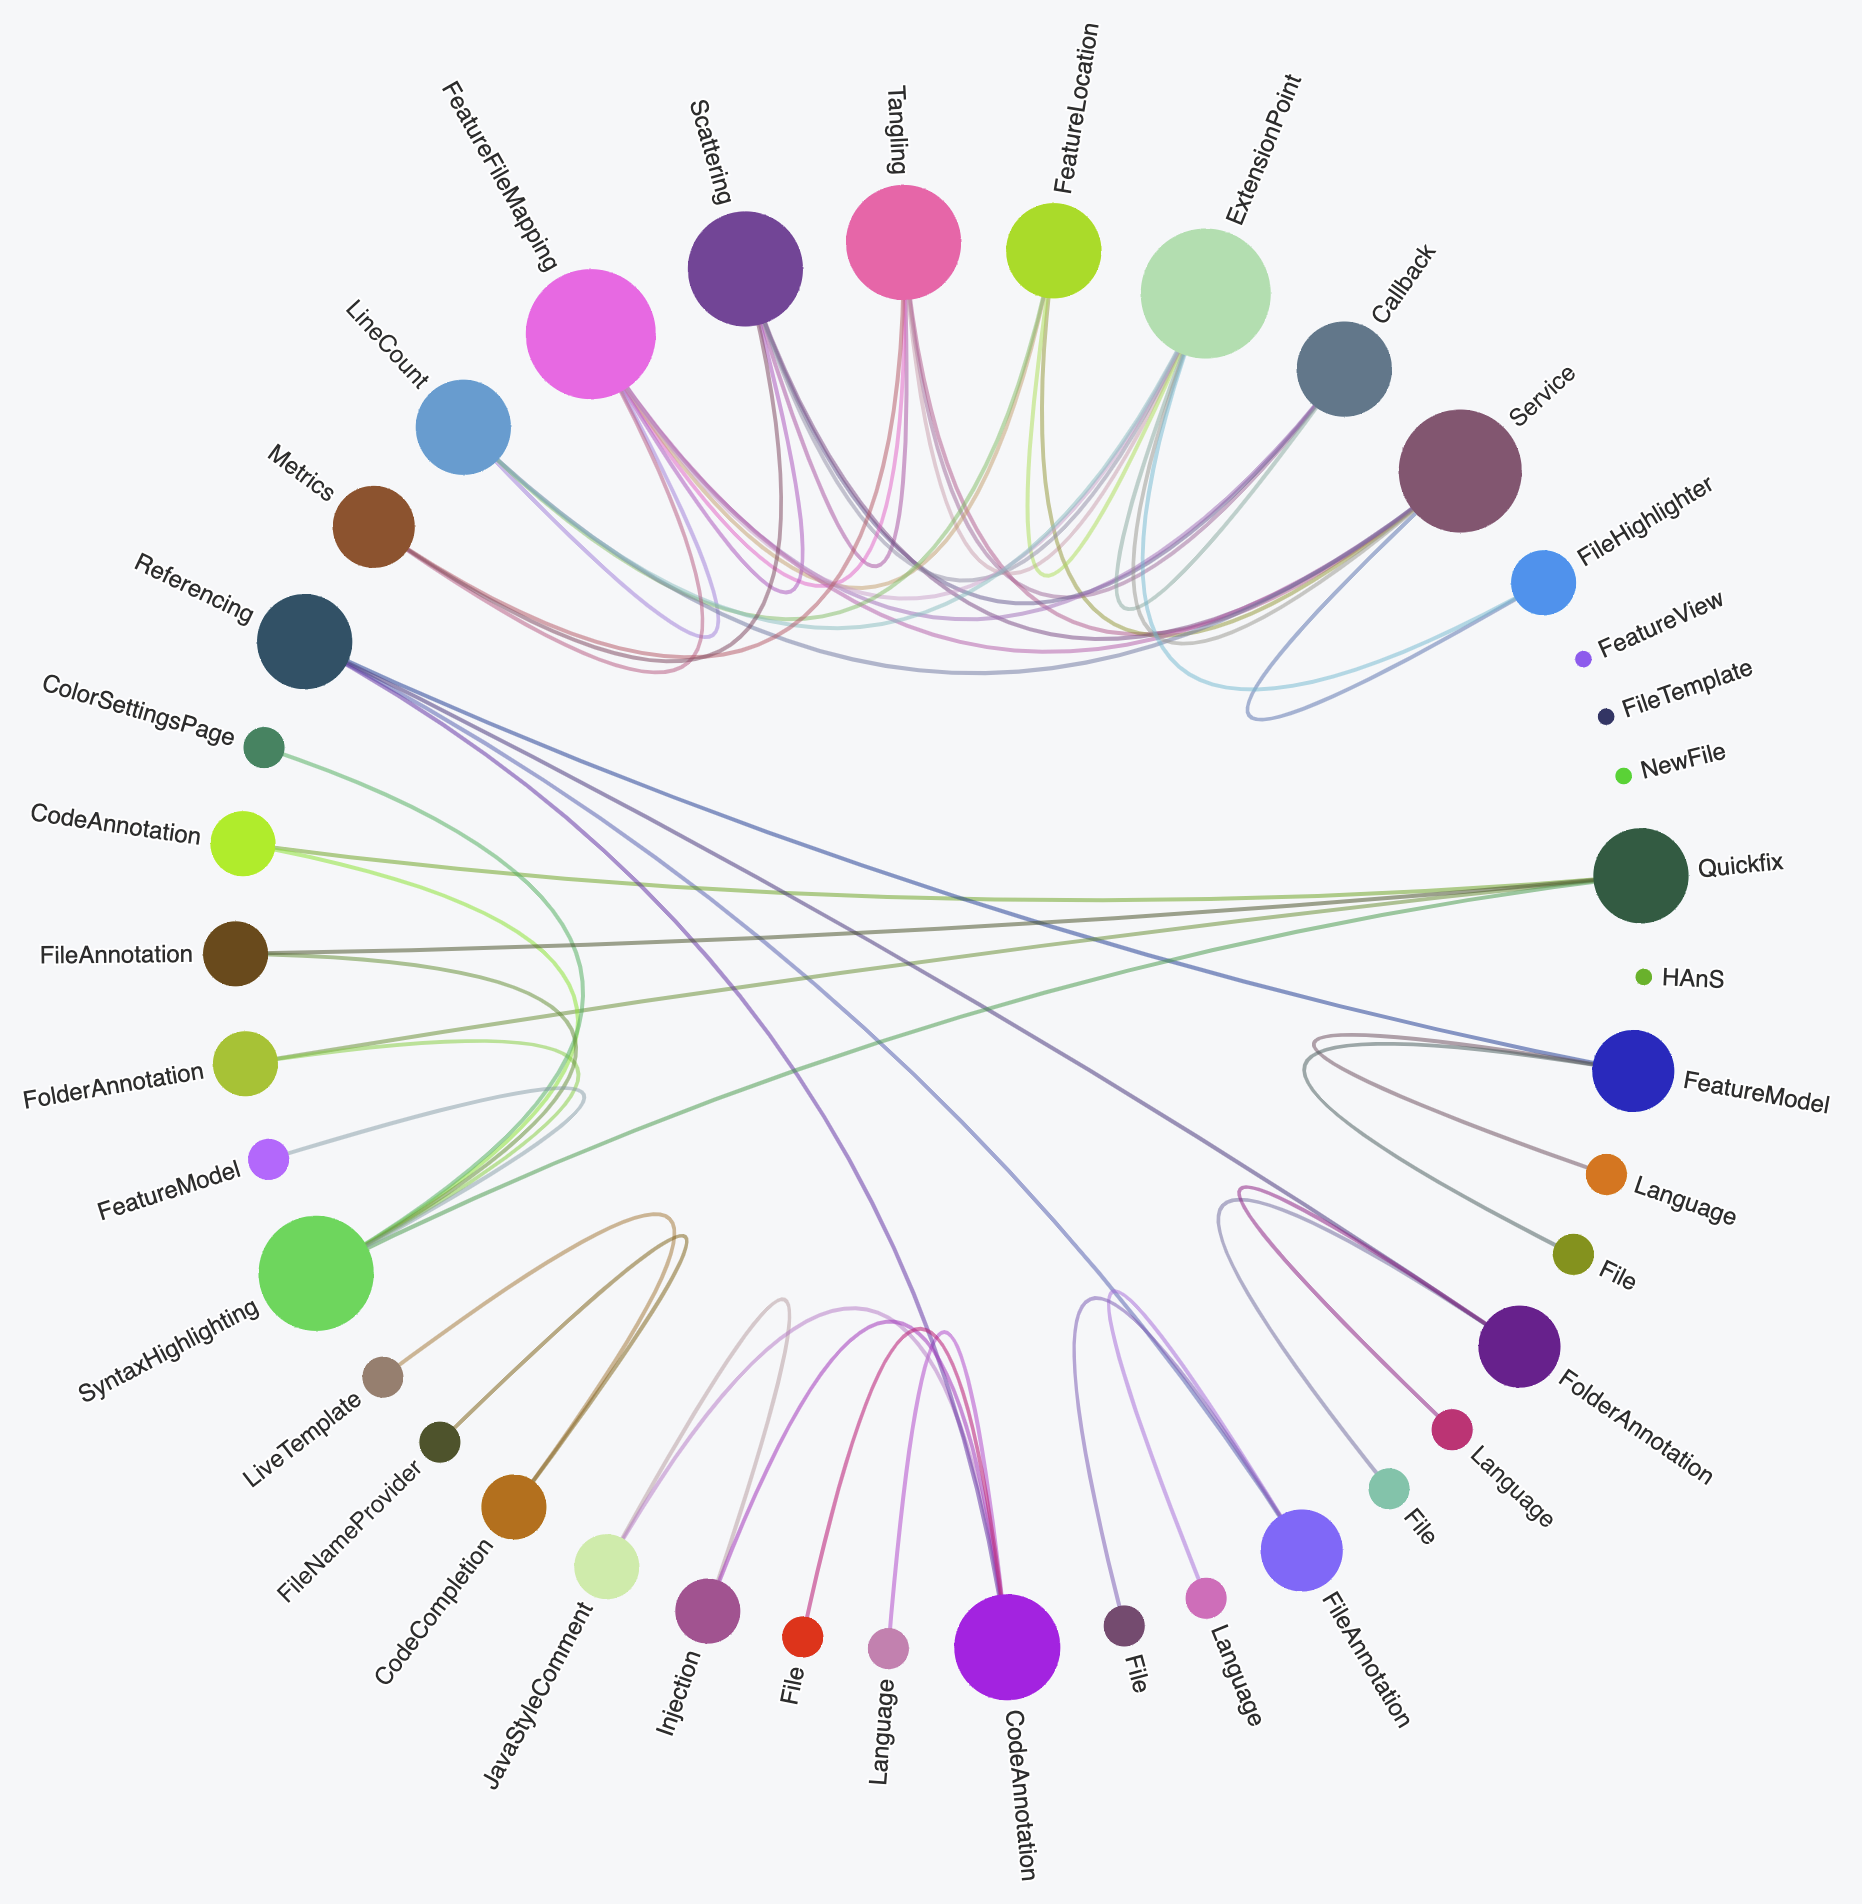 FeatureLocation
ExtensionPoint
Tangling
Scattering
FeatureFileMapping
Callback
LineCount
Service
Metrics
FileHighlighter
Referencing
FeatureView
FileTemplate
ColorSettingsPage
NewFile
CodeAnnotation
Quickfix
FileAnnotation
HAnS
FolderAnnotation
FeatureModel
FeatureModel
Language
File
SyntaxHighlighting
FolderAnnotation
LiveTemplate
Language
File
FileNameProvider
CodeCompletion
JavaStyleComment
Injection
File
Language
CodeAnnotation
File
Language
FileAnnotation